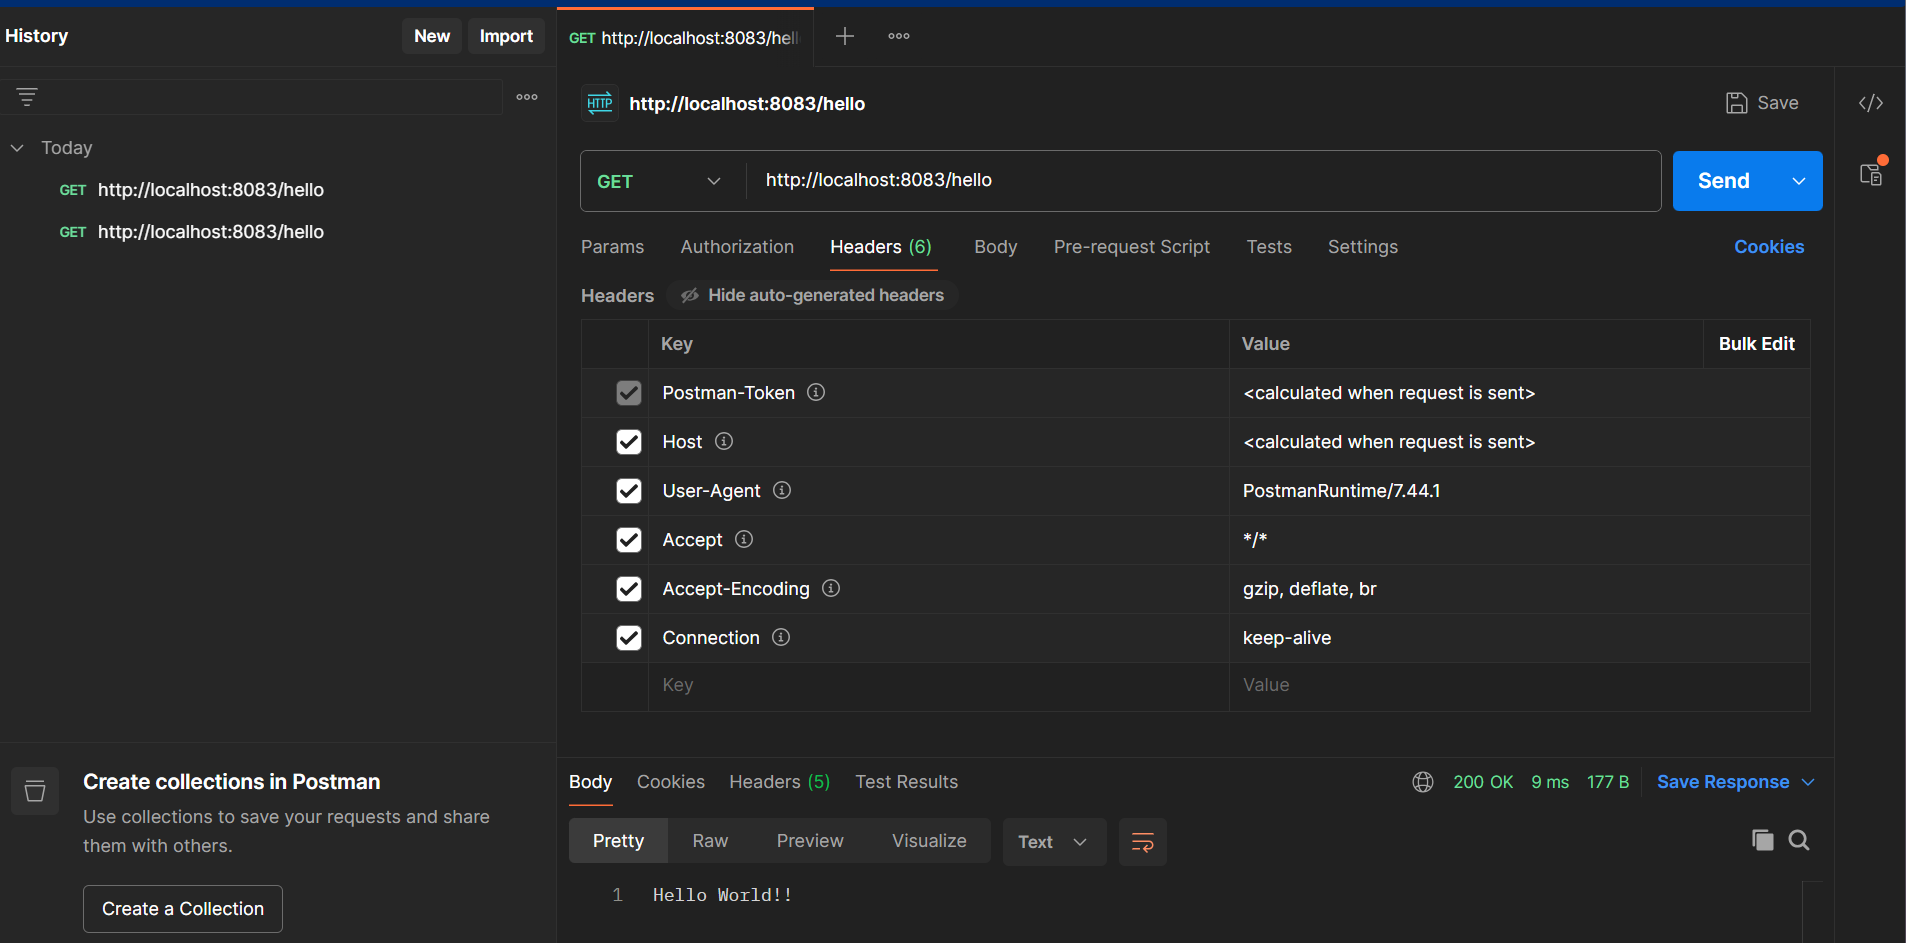 History
New
Import
Today
GET http://localhost:8083/hello
GET http://localhost:8083/hello
Create collections in Postman
Use collections to save your requests and share
them with others.
Create a Collection
GET http://localhost:8083/hell
HTTP http://localhost:8083/hello
Save
GET http://localhost:8083/hello
Send
Params Authorization Headers (6) Body Pre-request Script Tests Settings Cookies
Headers Hide auto-generated headers
Key Value Bulk Edit
Postman-Token <calculated when request is sent>
Host <calculated when request is sent>
User-Agent PostmanRuntime/7.44.1
Accept */*
Accept-Encoding gzip, deflate, br
Connection keep-alive
Key Value
Body Cookies Headers (5) Test Results 200 OK 9 ms 177 B Save Response
Pretty Raw Preview Visualize Text
1 Hello World!!